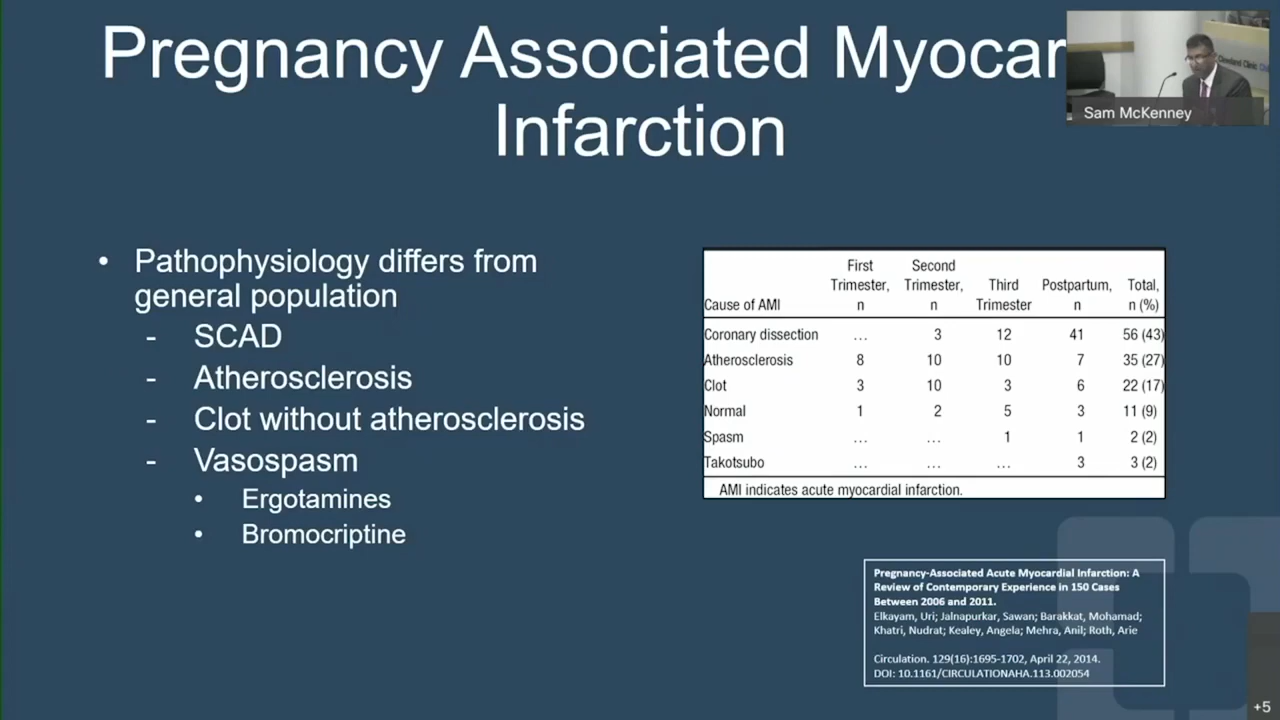 Pregnancy Associated Myocar
Infarction
Sam McKenney
• Pathophysiology differs from
general population
- SCAD
- Atherosclerosis
- Clot without atherosclerosis
- Vasospasm
• Ergotamines
• Bromocriptine
Cause of AMI First Trimester, n Second Trimester, n Third Trimester Postpartum, n Total, n (%)
Coronary dissection ... 3 12 41 56 (43)
Atherosclerosis 8 10 10 7 35 (27)
Clot 3 10 3 6 22 (17)
Normal 1 2 5 3 11 (9)
Spasm ... ... 1 1 2 (2)
Takotsubo ... ... ... 3 3 (2)
AMI indicates acute myocardial infarction.
Pregnancy-Associated Acute Myocardial Infarction: A
Review of Contemporary Experience in 150 Cases
Between 2006 and 2011.
Elkayam, Uri; Jalnapurkar, Sawan; Barakkat, Mohamad;
Khatri, Nudrat; Kealey, Angela; Mehra, Anil; Roth, Arie
Circulation. 129(16):1695-1702, April 22, 2014.
DOI: 10.1161/CIRCULATIONAHA.113.002054
+5